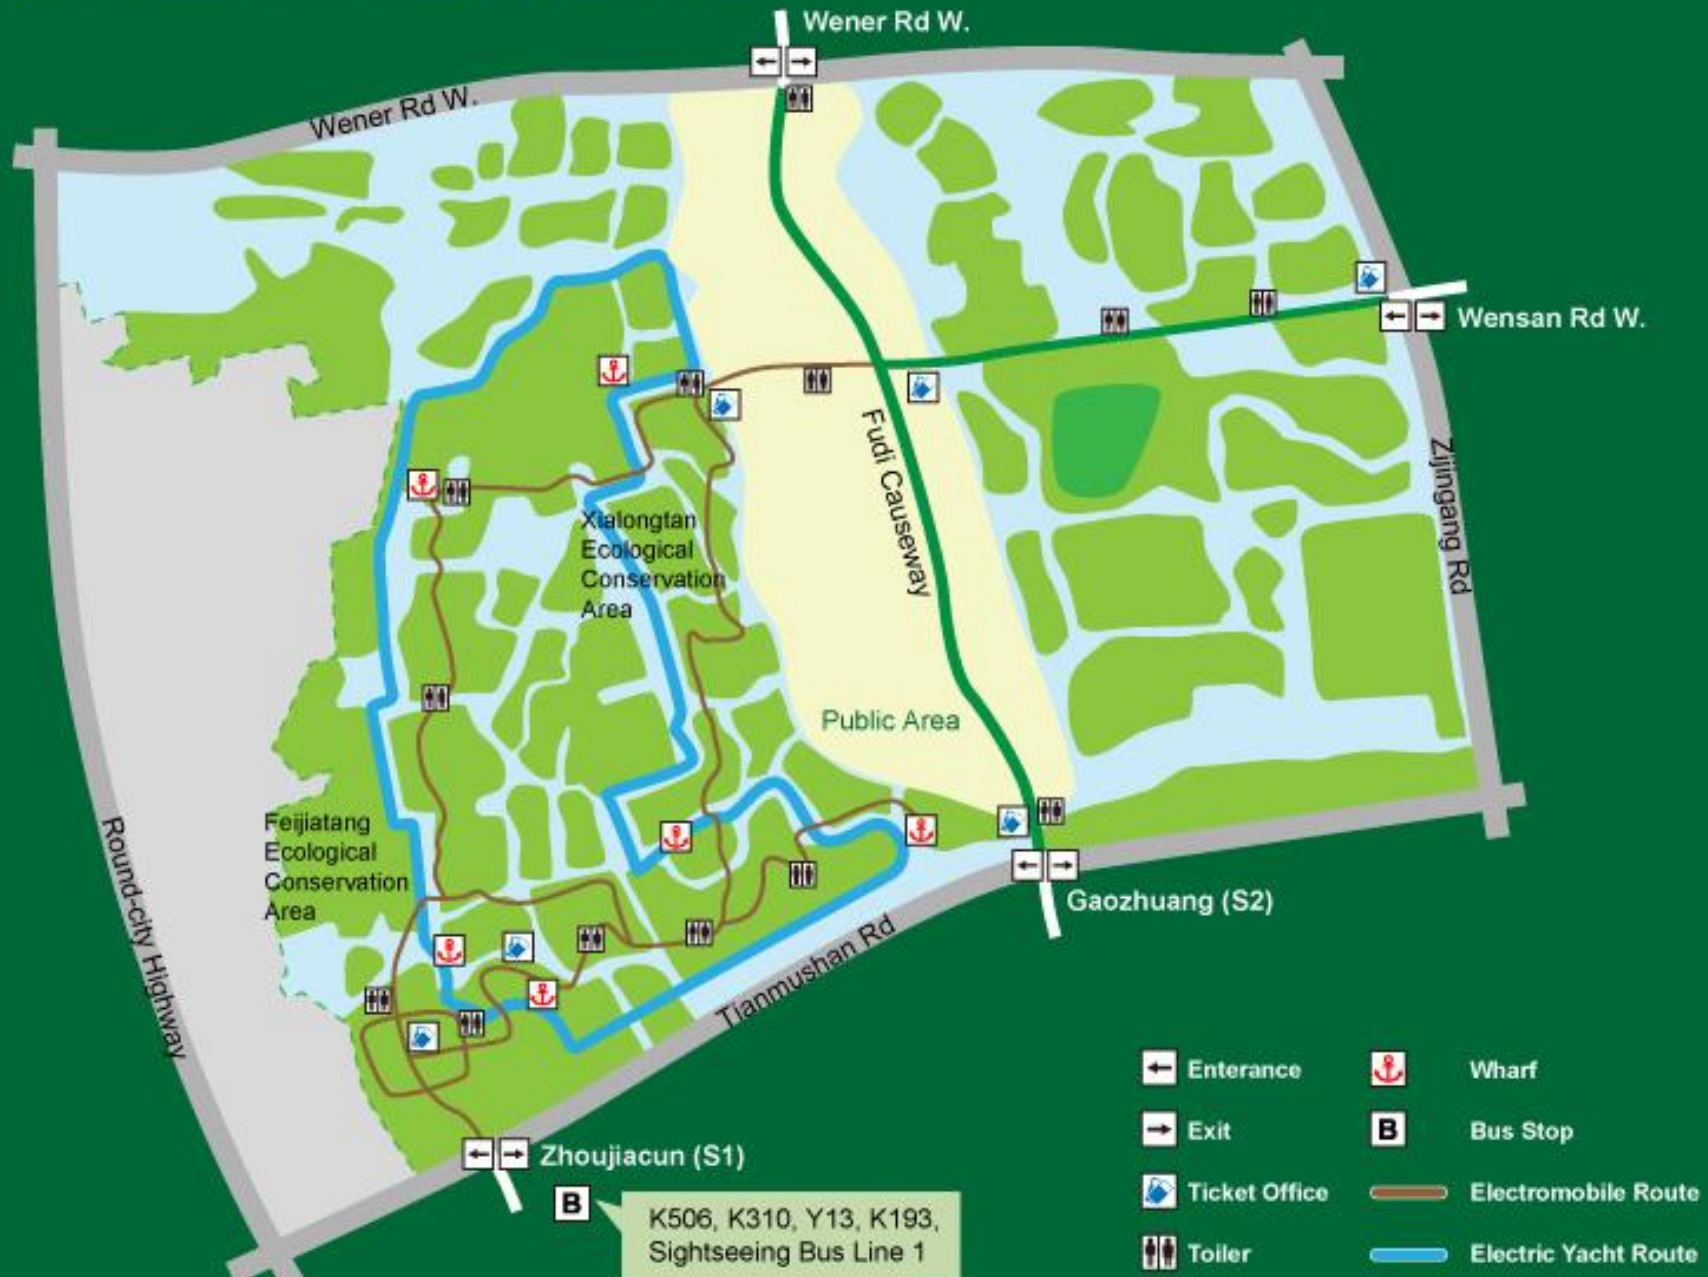 Wener Rd W.
Wener Rd W.
Wensan Rd W.
Fudi Causeway
Zijingang Rd
Xialongtan
Ecological
Conservation
Area
Public Area
Feijiatang
Ecological
Conservation
Area
Round-city Highway
Gaozhuang (S2)
Tianmushan Rd
Zhoujiacun (S1)
B
K506, K310, Y13, K193,
Sightseeing Bus Line 1
Enterance
Wharf
Exit
B Bus Stop
Ticket Office
Electromobile Route
Toiler
Electric Yacht Route